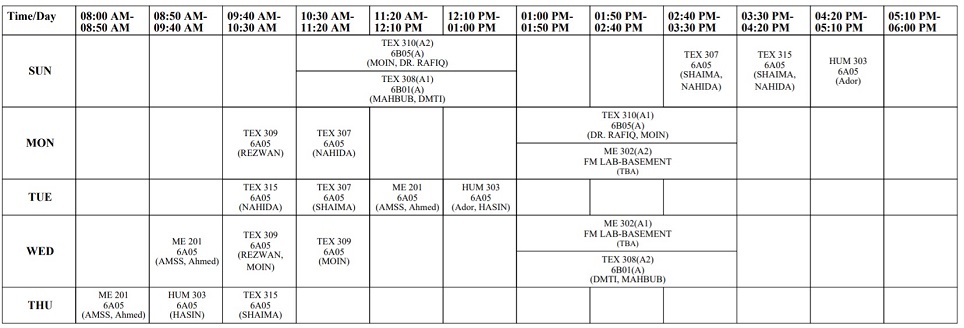 Time/Day 08:00 AM- 08:50 AM- 09:40 AM- 10:30 AM- 11:20 AM- 12:10 PM- 01:00 PM- 01:50 PM- 02:40 PM- 03:30 PM- 04:20 PM- 05:10 PM-
08:50 AM 09:40 AM 10:30 AM 11:20 AM 12:10 PM 01:00 PM 01:50 PM 02:40 PM 03:30 PM 04:20 PM 05:10 PM 06:00 PM
SUN
TEX 310(A2)
6B05(A)
(MOIN, DR. RAFIQ)
TEX 308(A1)
6B01(A)
(MAHBUB, DMTI)
TEX 307
6A05
(SHAIMA,
NAHIDA)
TEX 315
6A05
(SHAIMA,
NAHIDA)
HUM 303
6A05
(Ador)
MON
TEX 309
6A05
(REZWAN)
TEX 307
6A05
(NAHIDA)
TEX 310(A1)
6B05(A)
(DR. RAFIQ, MOIN)
ME 302(A2)
FM LAB-BASEMENT
(TBA)
TUE
TEX 315
6A05
(NAHIDA)
TEX 307
6A05
(SHAIMA)
ME 201
6A05
(AMSS, Ahmed)
HUM 303
6A05
(Ador, HASIN)
WED
ME 201
6A05
(AMSS, Ahmed)
TEX 309
6A05
(REZWAN,
MOIN)
TEX 309
6A05
(MOIN)
ME 302(A1)
FM LAB-BASEMENT
(TBA)
TEX 308(A2)
6B01(A)
(DMTI, MAHBUB)
THU
ME 201
6A05
(AMSS, Ahmed)
HUM 303
6A05
(HASIN)
TEX 315
6A05
(SHAIMA)